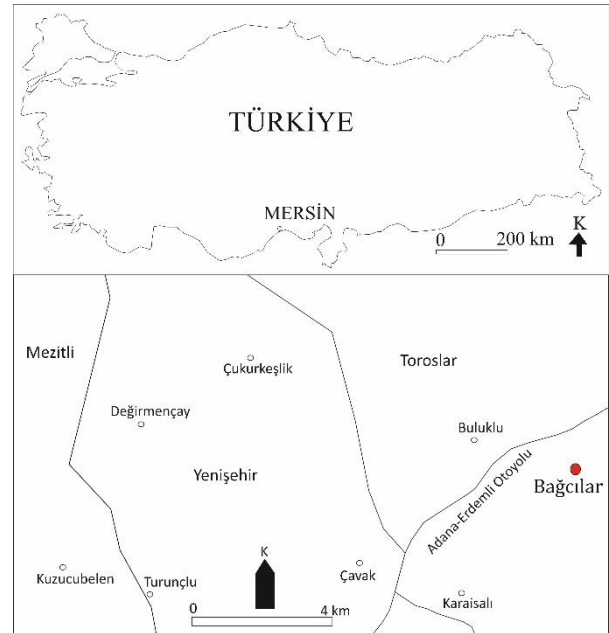 TÜRKİYE
MERSİN
K
0 200 km
Mezitli
Çukurkeşlik
Toroslar
Değirmençay
Buluklu
Yenişehir
Adana-Erdemli Otoyolu
Bağcılar
K
Kuzucubelen
Turunçlu
Çavak
Karaisalı
0 4 km